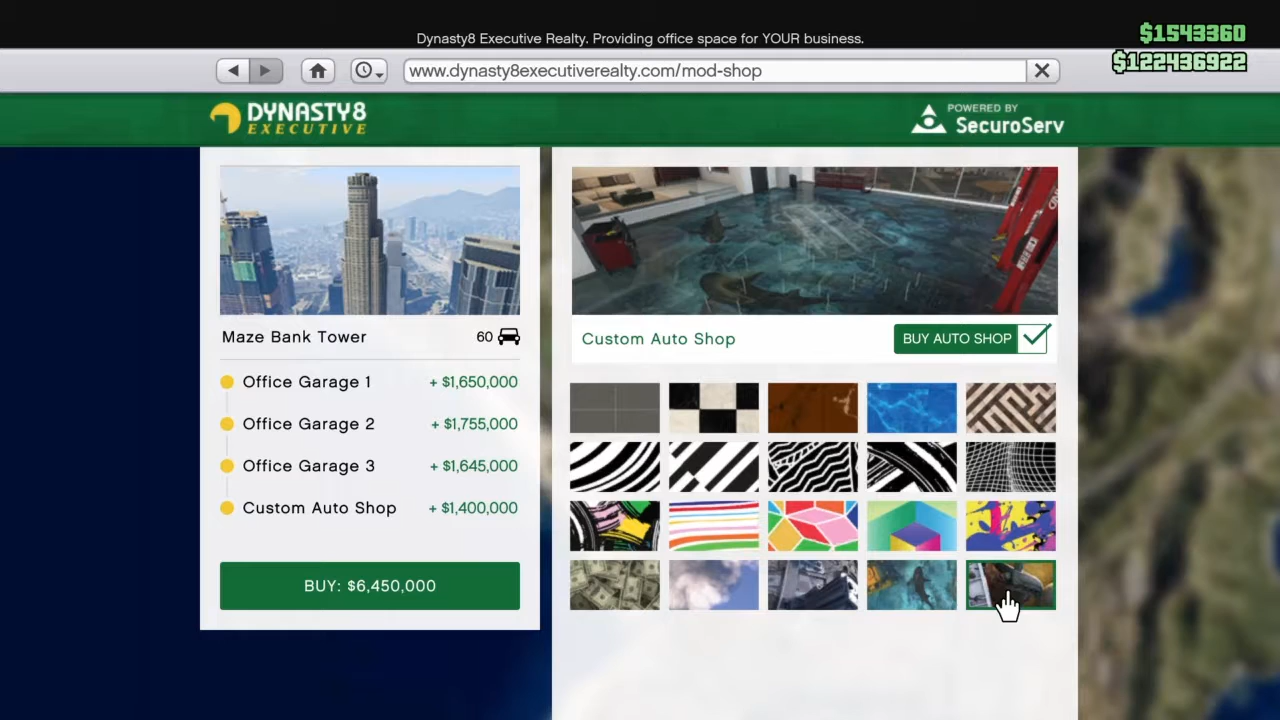 Dynasty8 Executive Realty. Providing office space for YOUR business.
$1543360
$122436922
www.dynasty8executiverealty.com/mod-shop
DYNASTY8
EXECUTIVE
POWERED BY
SecuroServ
Maze Bank Tower 60
Office Garage 1 + $1,650,000
Office Garage 2 + $1,755,000
Office Garage 3 + $1,645,000
Custom Auto Shop + $1,400,000
BUY: $6,450,000
Custom Auto Shop
BUY AUTO SHOP